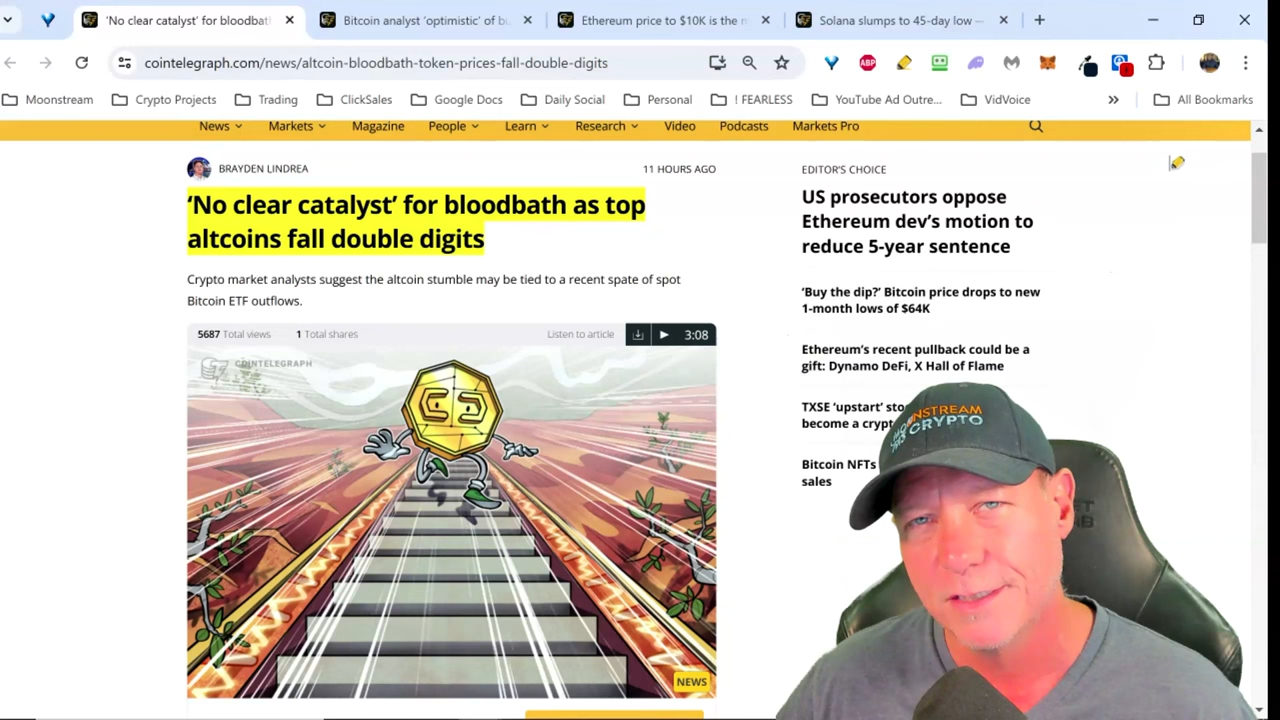 'No clear catalyst' for bloodbat
Bitcoin analyst 'optimistic' of bu
Ethereum price to $10K is the n
Solana slumps to 45-day low —
cointelegraph.com/news/altcoin-bloodbath-token-prices-fall-double-digits
ABP
Moonstream
Crypto Projects
Trading
ClickSales
Google Docs
Daily Social
Personal
! FEARLESS
YouTube Ad Outre...
VidVoice
All Bookmarks
News
Markets
Magazine
People
Learn
Research
Video
Podcasts
Markets Pro
BRAYDEN LINDREA
11 HOURS AGO
'No clear catalyst' for bloodbath as top
altcoins fall double digits
Crypto market analysts suggest the altcoin stumble may be tied to a recent spate of spot
Bitcoin ETF outflows.
5687 Total views
1 Total shares
Listen to article
3:08
COINTELEGRAPH
NEWS
EDITOR'S CHOICE
US prosecutors oppose
Ethereum dev's motion to
reduce 5-year sentence
'Buy the dip?' Bitcoin price drops to new
1-month lows of $64K
Ethereum's recent pullback could be a
gift: Dynamo DeFi, X Hall of Flame
TXSE 'upstart' sto
become a crypt
Bitcoin NFTs
sales
MOONSTREAM
CRYPTO